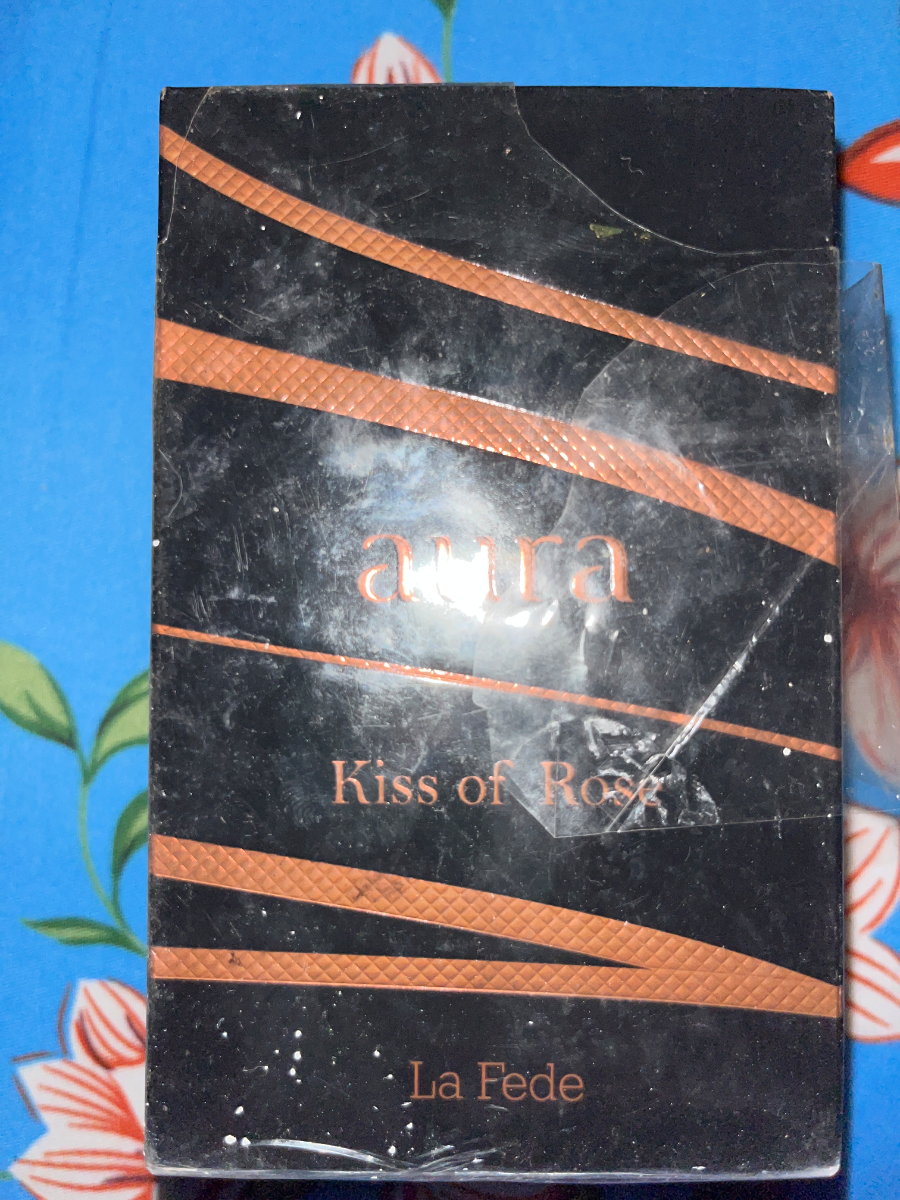 aura
Kiss of Rose
La Fede